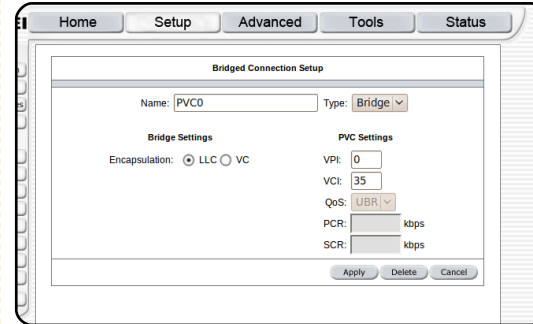 Home Setup Advanced Tools Status
Bridged Connection Setup
Name: PVC0 Type: Bridge
Bridge Settings PVC Settings
Encapsulation: LLC VC VPI: 0
VCI: 35
QoS: UBR
PCR: kbps
SCR: kbps
Apply Delete Cancel